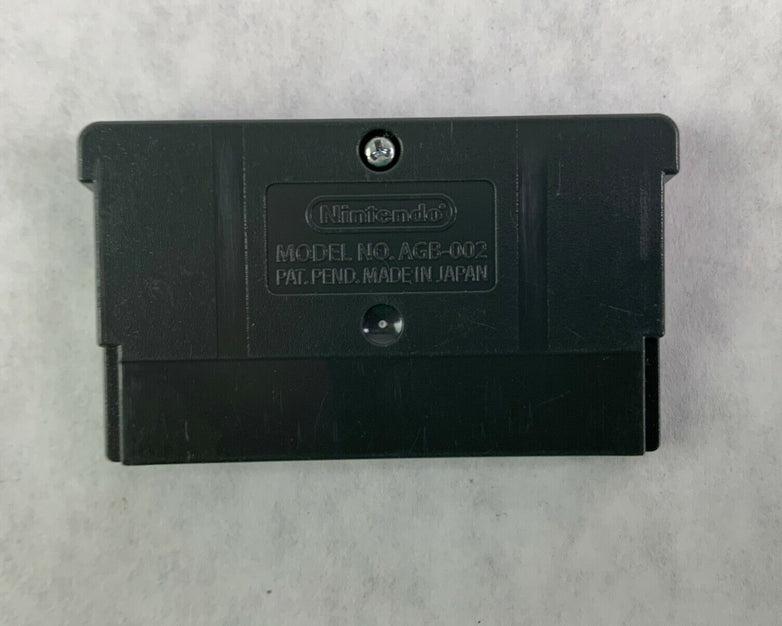 Nintendo®
MODEL NO. AGB-002
PAT. PEND. MADE IN JAPAN